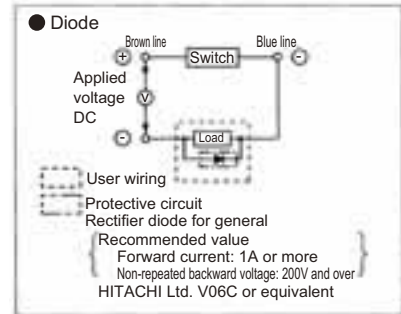 ● Diode
Brown line
Blue line
+
Switch
-
Applied
voltage
DC
V
-
Load
User wiring
Protective circuit
Rectifier diode for general
Recommended value
Forward current: 1A or more
Non-repeated backward voltage: 200V and over
HITACHI Ltd. V06C or equivalent